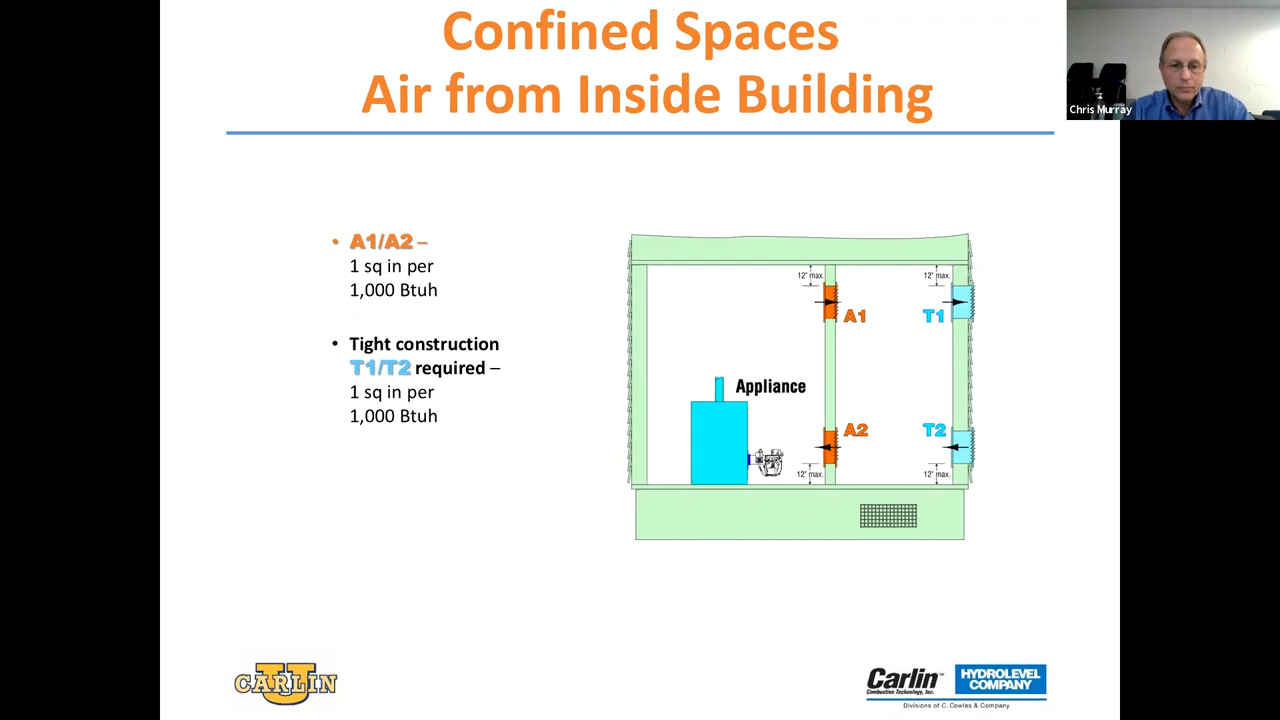 Confined Spaces
Air from Inside Building
Chris Murray
• A1/A2 –
1 sq in per
1,000 Btuh
• Tight construction
T1/T2 required –
1 sq in per
1,000 Btuh
12" max.
12" max.
A1
T1
Appliance
A2
T2
12" max.
12" max.
U
CARLIN
Carlin™
Combustion Technology, Inc.
HYDROLEVEL
COMPANY
Divisions of C. Cowles & Company